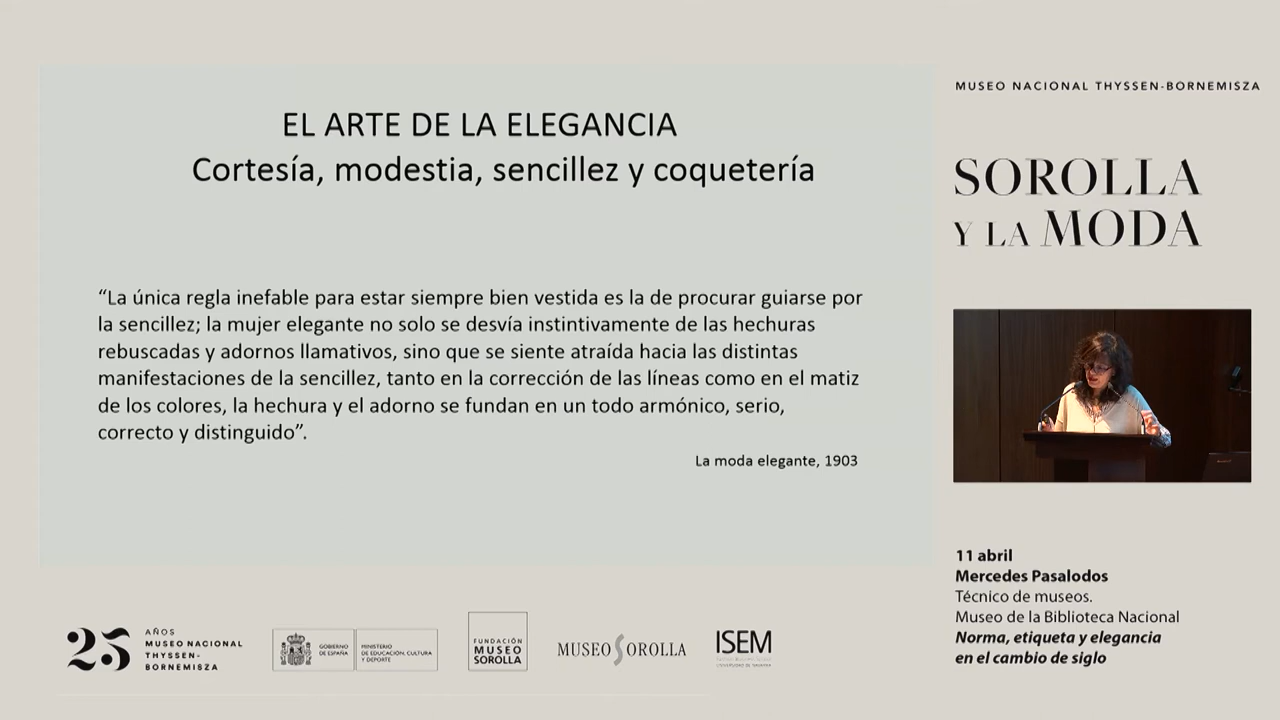 EL ARTE DE LA ELEGANCIA
Cortesía, modestia, sencillez y coquetería
“La única regla inefable para estar siempre bien vestida es la de procurar guiarse por
la sencillez; la mujer elegante no solo se desvía instintivamente de las hechuras
rebuscadas y adornos llamativos, sino que se siente atraída hacia las distintas
manifestaciones de la sencillez, tanto en la corrección de las líneas como en el matiz
de los colores, la hechura y el adorno se fundan en un todo armónico, serio,
correcto y distinguido”.
La moda elegante, 1903
MUSEO NACIONAL THYSSEN-BORNEMISZA
SOROLLA
Y LA MODA
11 abril
Mercedes Pasalodos
Técnico de museos.
Museo de la Biblioteca Nacional
Norma, etiqueta y elegancia
en el cambio de siglo
25 AÑOS
MUSEO NACIONAL
THYSSEN-
BORNEMISZA
GOBIERNO
DE ESPAÑA
MINISTERIO
DE EDUCACIÓN, CULTURA
Y DEPORTE
FUNDACIÓN
MUSEO
SOROLLA
MUSEO SOROLLA
ISEM